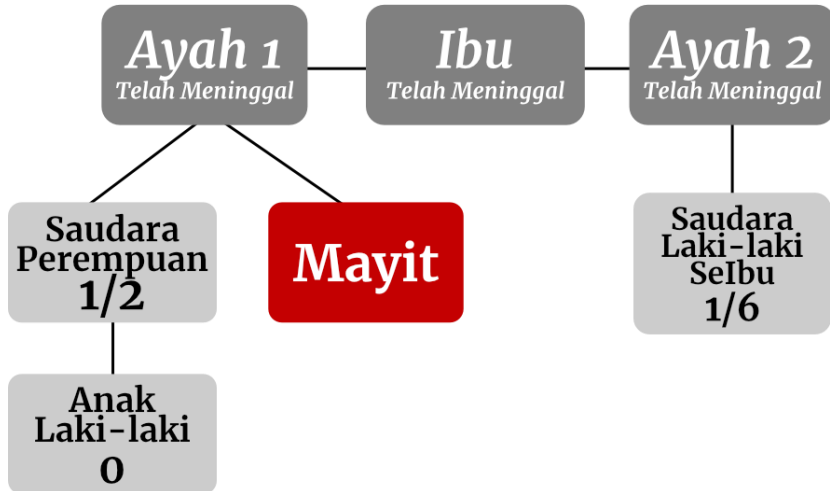 Ayah 1
Telah Meninggal
Ibu
Telah Meninggal
Ayah 2
Telah Meninggal
Saudara
Perempuan
1/2
Mayit
Saudara
Laki-laki
SeIbu
1/6
Anak
Laki-laki
0